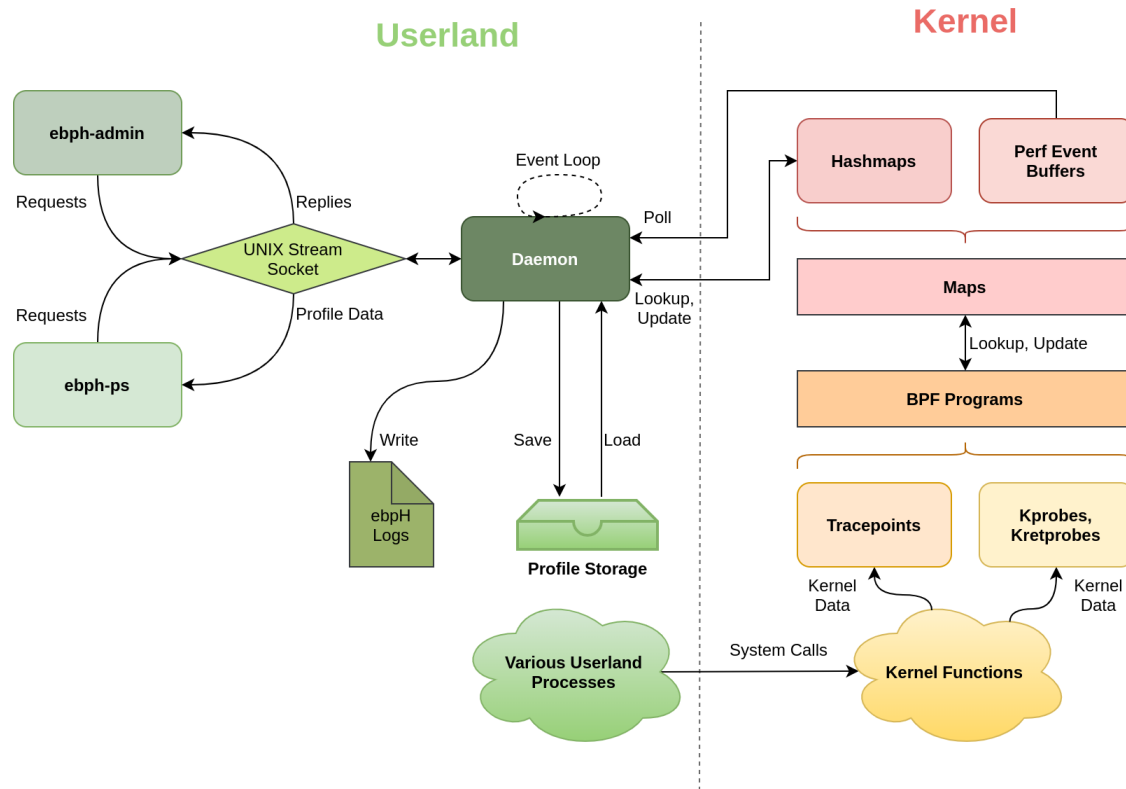 Userland
Kernel
ebph-admin
Requests
Replies
UNIX Stream
Socket
Requests
Profile Data
ebph-ps
Event Loop
Daemon
Poll
Lookup,
Update
Write
Save
Load
ebpH
Logs
Profile Storage
Various Userland
Processes
System Calls
Hashmaps
Perf Event
Buffers
Maps
Lookup, Update
BPF Programs
Tracepoints
Kprobes,
Kretprobes
Kernel
Data
Kernel
Data
Kernel Functions